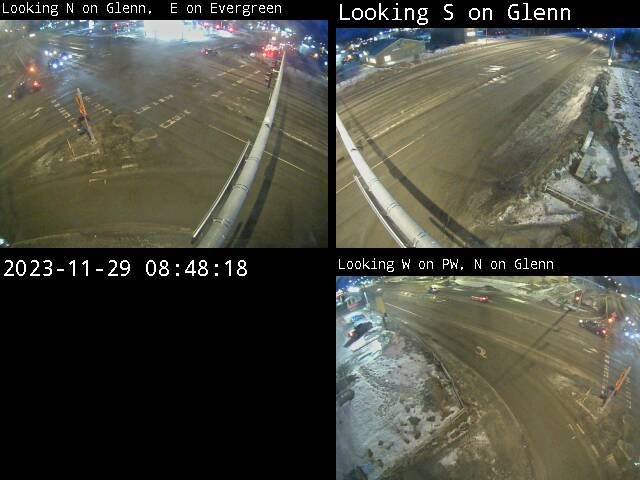 Looking N on Glenn,  E on Evergreen
Looking S on Glenn
2023-11-29 08:48:18
Looking W on PW, N on Glenn